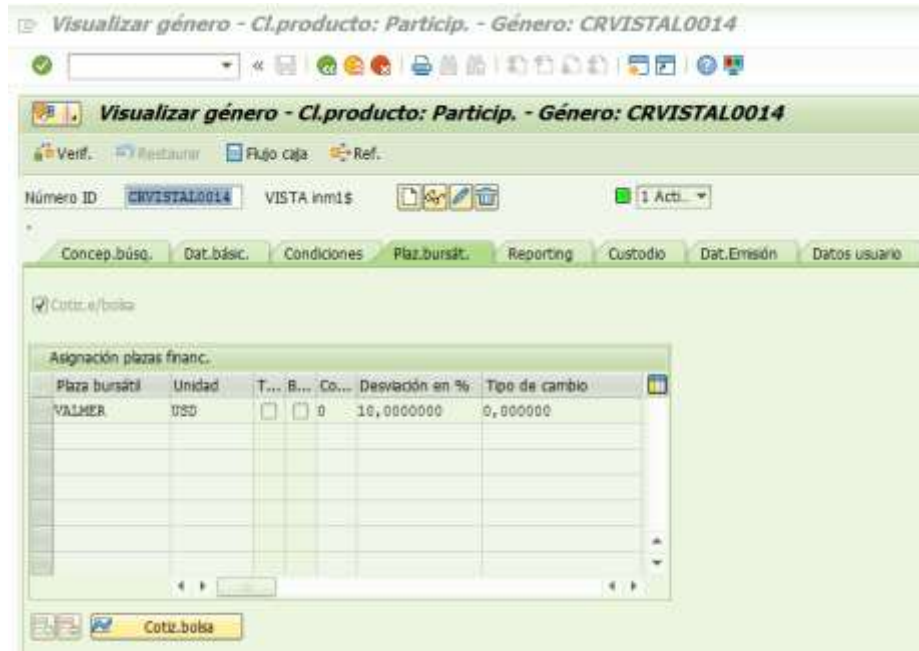 Visualizar género - Cl.producto: Particip. - Género: CRVISTAL0014
Visualizar género - Cl.producto: Particip. - Género: CRVISTAL0014
Verif. Restaurar Flujo caja Ref.
Número ID CRVISTAL0014 VISTA inm1$ 1 Acti...
Concep.búsq. Dat.básic. Condiciones Plaz.bursát. Reporting Custodio Dat.Emisión Datos usuario
Cotiz.e/bolsa
Asignación plazas financ.
Plaza bursátil Unidad T... B... Co... Desviación en % Tipo de cambio
VALMER USD 0 10,0000000 0,000000
Cotiz.bolsa